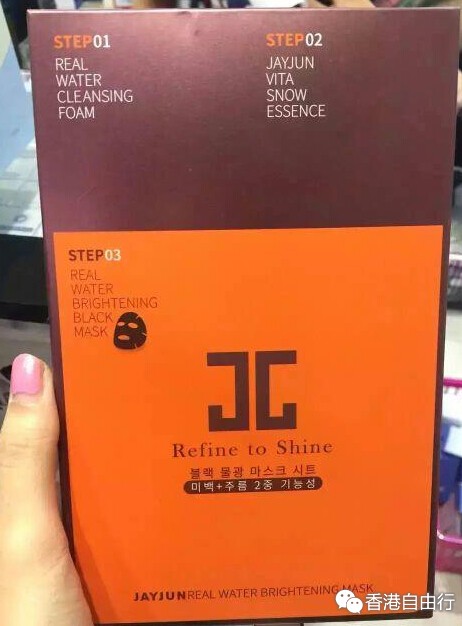 STEP01
REAL
WATER
CLEANSING
FOAM
STEP02
JAYJUN
VITA
SNOW
ESSENCE
STEP03
REAL
WATER
BRIGHTENING
BLACK
MASK
JC
Refine to Shine
블랙 물광 마스크 시트
미백+주름 2중 기능성
JAYJUN REAL WATER BRIGHTENING MASK
香港自由行